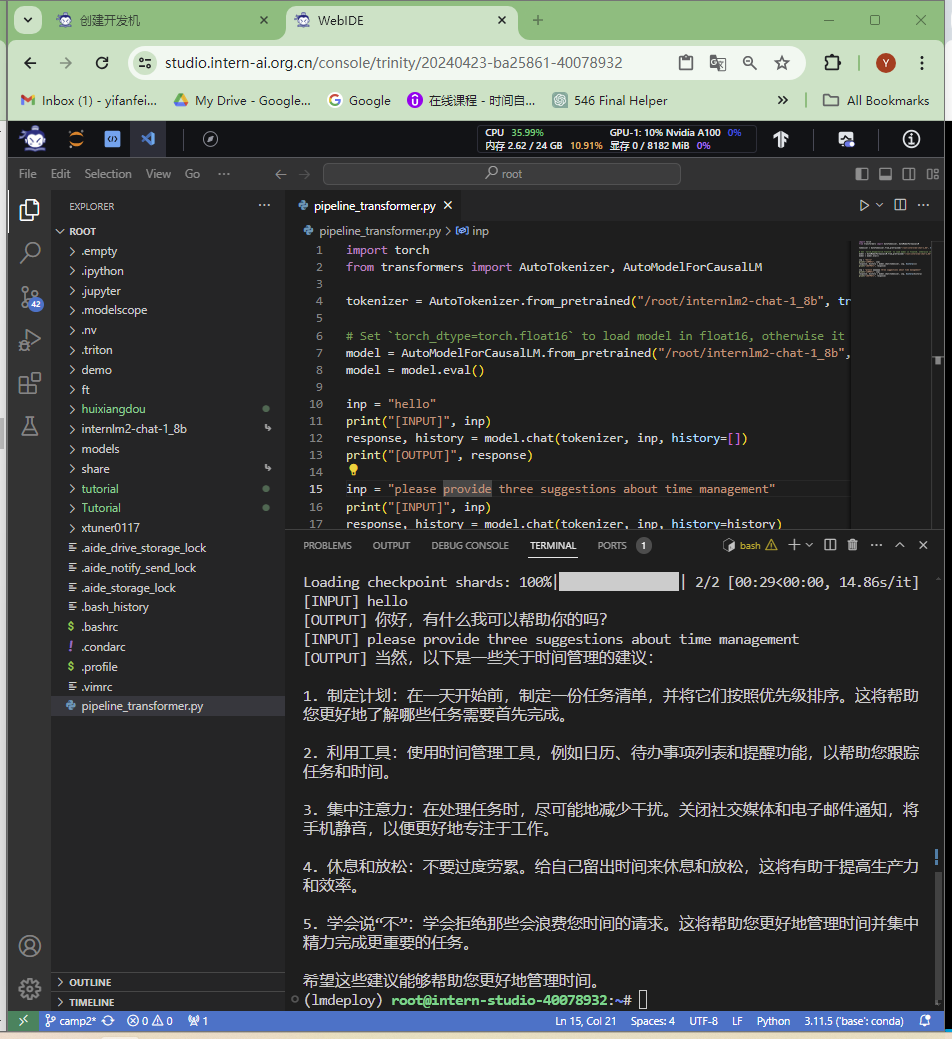 创建开发机
WebIDE
studio.intern-ai.org.cn/console/trinity/20240423-ba25861-40078932
Y
Inbox (1) - yifanfei...
My Drive - Google...
Google
在线课程 - 时间自...
546 Final Helper
All Bookmarks
CPU 35.99% GPU-1: 10% Nvidia A100 0%
内存 2.62 / 24 GB 10.91% 显存 0 / 8182 MiB 0%
File Edit Selection View Go ···
root
EXPLORER
pipeline_transformer.py
ROOT
pipeline_transformer.py > inp
.empty
.ipython
.jupyter
.modelscope
.nv
.triton
demo
ft
huixiangdou
internlm2-chat-1_8b
models
share
tutorial
Tutorial
xtuner0117
.aide_drive_storage_lock
.aide_notify_send_lock
.aide_storage_lock
.bash_history
.bashrc
.condarc
.profile
.vimrc
pipeline_transformer.py
42
OUTLINE
TIMELINE
1 import torch
2 from transformers import AutoTokenizer, AutoModelForCausalLM
3
4 tokenizer = AutoTokenizer.from_pretrained("/root/internlm2-chat-1_8b", tr
5
6 # Set `torch_dtype=torch.float16` to load model in float16, otherwise it
7 model = AutoModelForCausalLM.from_pretrained("/root/internlm2-chat-1_8b",
8 model = model.eval()
9
10 inp = "hello"
11 print("[INPUT]", inp)
12 response, history = model.chat(tokenizer, inp, history=[])
13 print("[OUTPUT]", response)
14
15 inp = "please provide three suggestions about time management"
16 print("[INPUT]", inp)
17 response, history = model.chat(tokenizer, inp, history=history)
PROBLEMS OUTPUT DEBUG CONSOLE TERMINAL PORTS 1
bash
Loading checkpoint shards: 100%| | 2/2 [00:29<00:00, 14.86s/it]
[INPUT] hello
[OUTPUT] 你好，有什么我可以帮助你的吗？
[INPUT] please provide three suggestions about time management
[OUTPUT] 当然，以下是一些关于时间管理的建议：
1. 制定计划：在一天开始前，制定一份任务清单，并将它们按照优先级排序。这将帮助
您更好地了解哪些任务需要首先完成。
2. 利用工具：使用时间管理工具，例如日历、待办事项列表和提醒功能，以帮助您跟踪
任务和时间。
3. 集中注意力：在处理任务时，尽可能地减少干扰。关闭社交媒体和电子邮件通知，将
手机静音，以便更好地专注于工作。
4. 休息和放松：不要过度劳累。给自己留出时间来休息和放松，这将有助于提高生产力
和效率。
5. 学会说“不”：学会拒绝那些会浪费您时间的请求。这将帮助您更好地管理时间并集中
精力完成更重要的任务。
希望这些建议能够帮助您更好地管理时间。
(lmdeploy) root@intern-studio-40078932:~#
camp2* 0 0 1
Ln 15, Col 21 Spaces: 4 UTF-8 LF Python 3.11.5 ('base': conda)